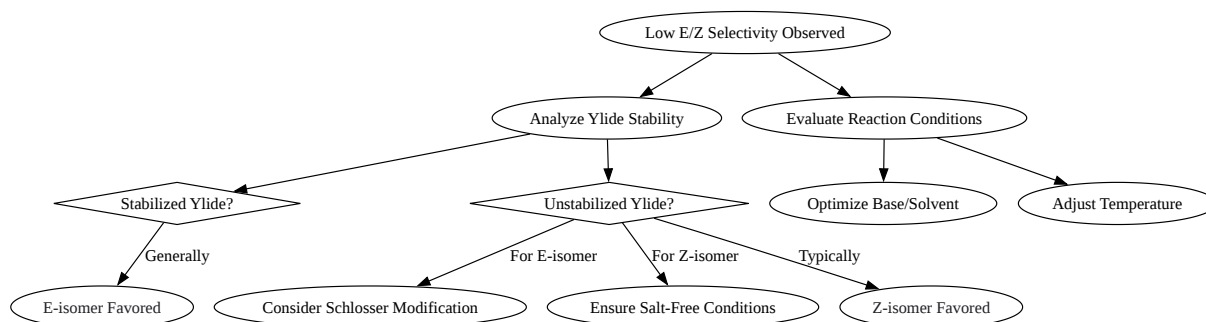 Low E/Z Selectivity Observed
Analyze Ylide Stability
Evaluate Reaction Conditions
Stabilized Ylide?
Unstabilized Ylide?
Optimize Base/Solvent
Adjust Temperature
Generally
For E-isomer
For Z-isomer
Typically
E-isomer Favored
Consider Schlosser Modification
Ensure Salt-Free Conditions
Z-isomer Favored